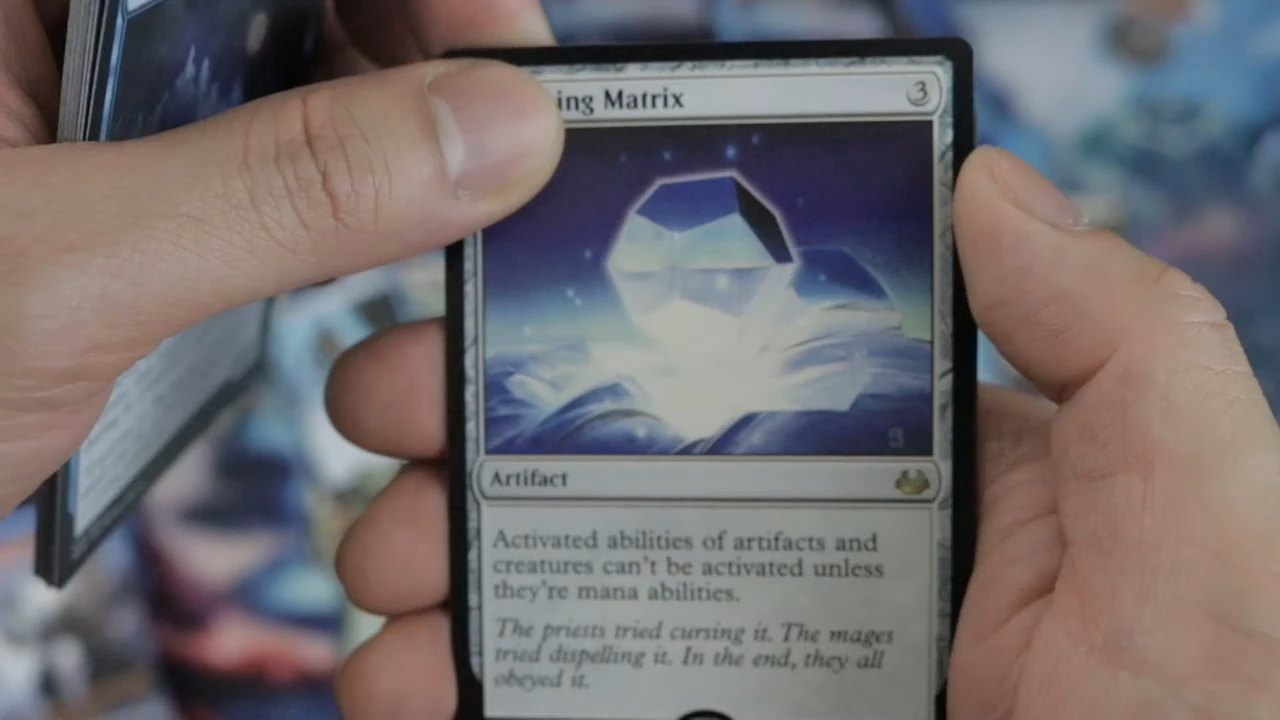 ing Matrix 3
Artifact
Activated abilities of artifacts and
creatures can't be activated unless
they're mana abilities.
The priests tried cursing it. The mages
tried dispelling it. In the end, they all
obeyed it.